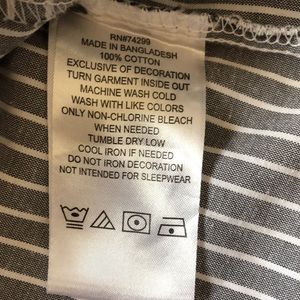 RN#74299
MADE IN BANGLADESH
100% COTTON
EXCLUSIVE OF DECORATION
TURN GARMENT INSIDE OUT
MACHINE WASH COLD
WASH WITH LIKE COLORS
ONLY NON-CHLORINE BLEACH
WHEN NEEDED
TUMBLE DRY LOW
COOL IRON IF NEEDED
DO NOT IRON DECORATION
NOT INTENDED FOR SLEEPWEAR